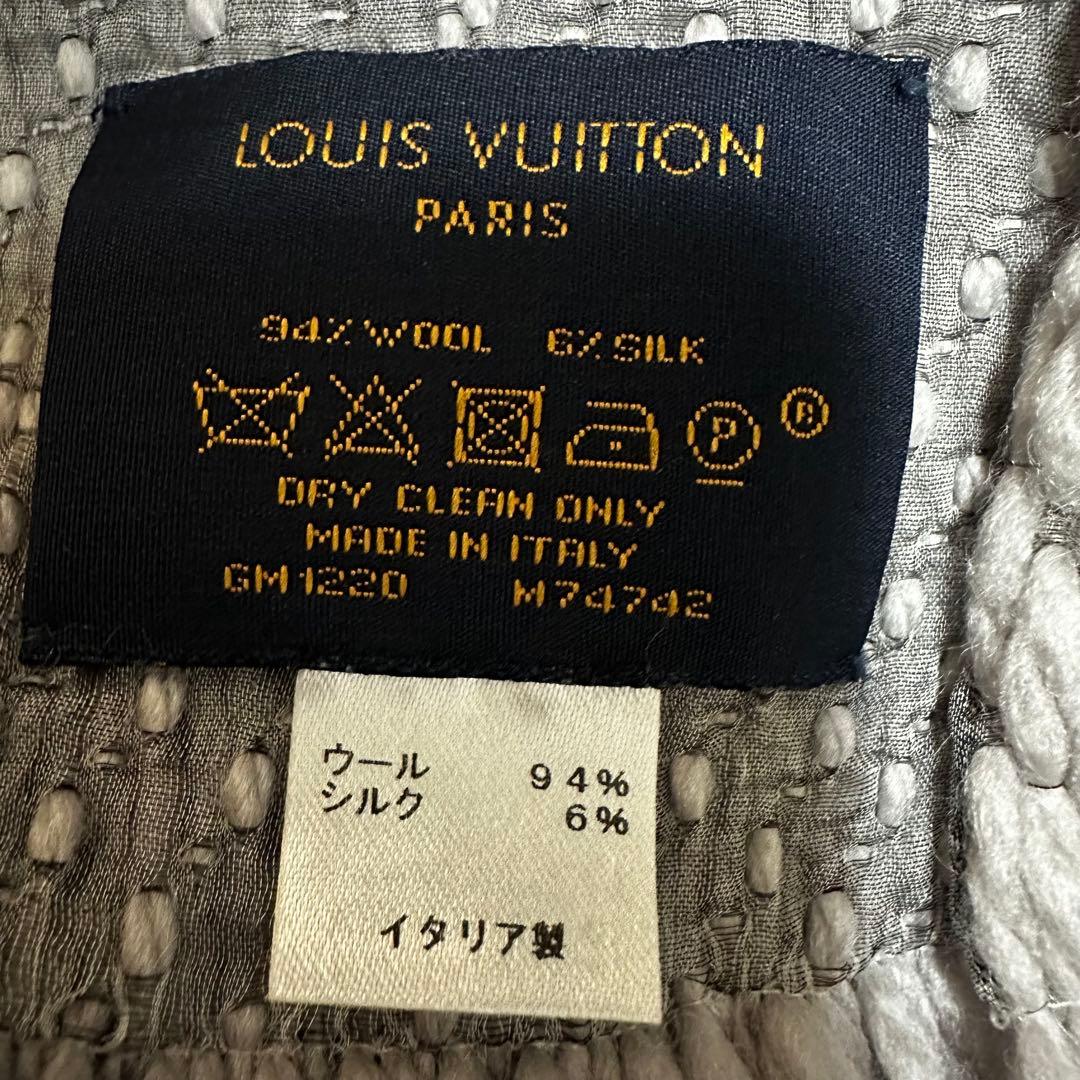 LOUIS VUITTON
PARIS
94% WOOL 6% SILK
P ®
DRY CLEAN ONLY
MADE IN ITALY
GM1220 M74742
ウール 94%
シルク 6%
イタリア製